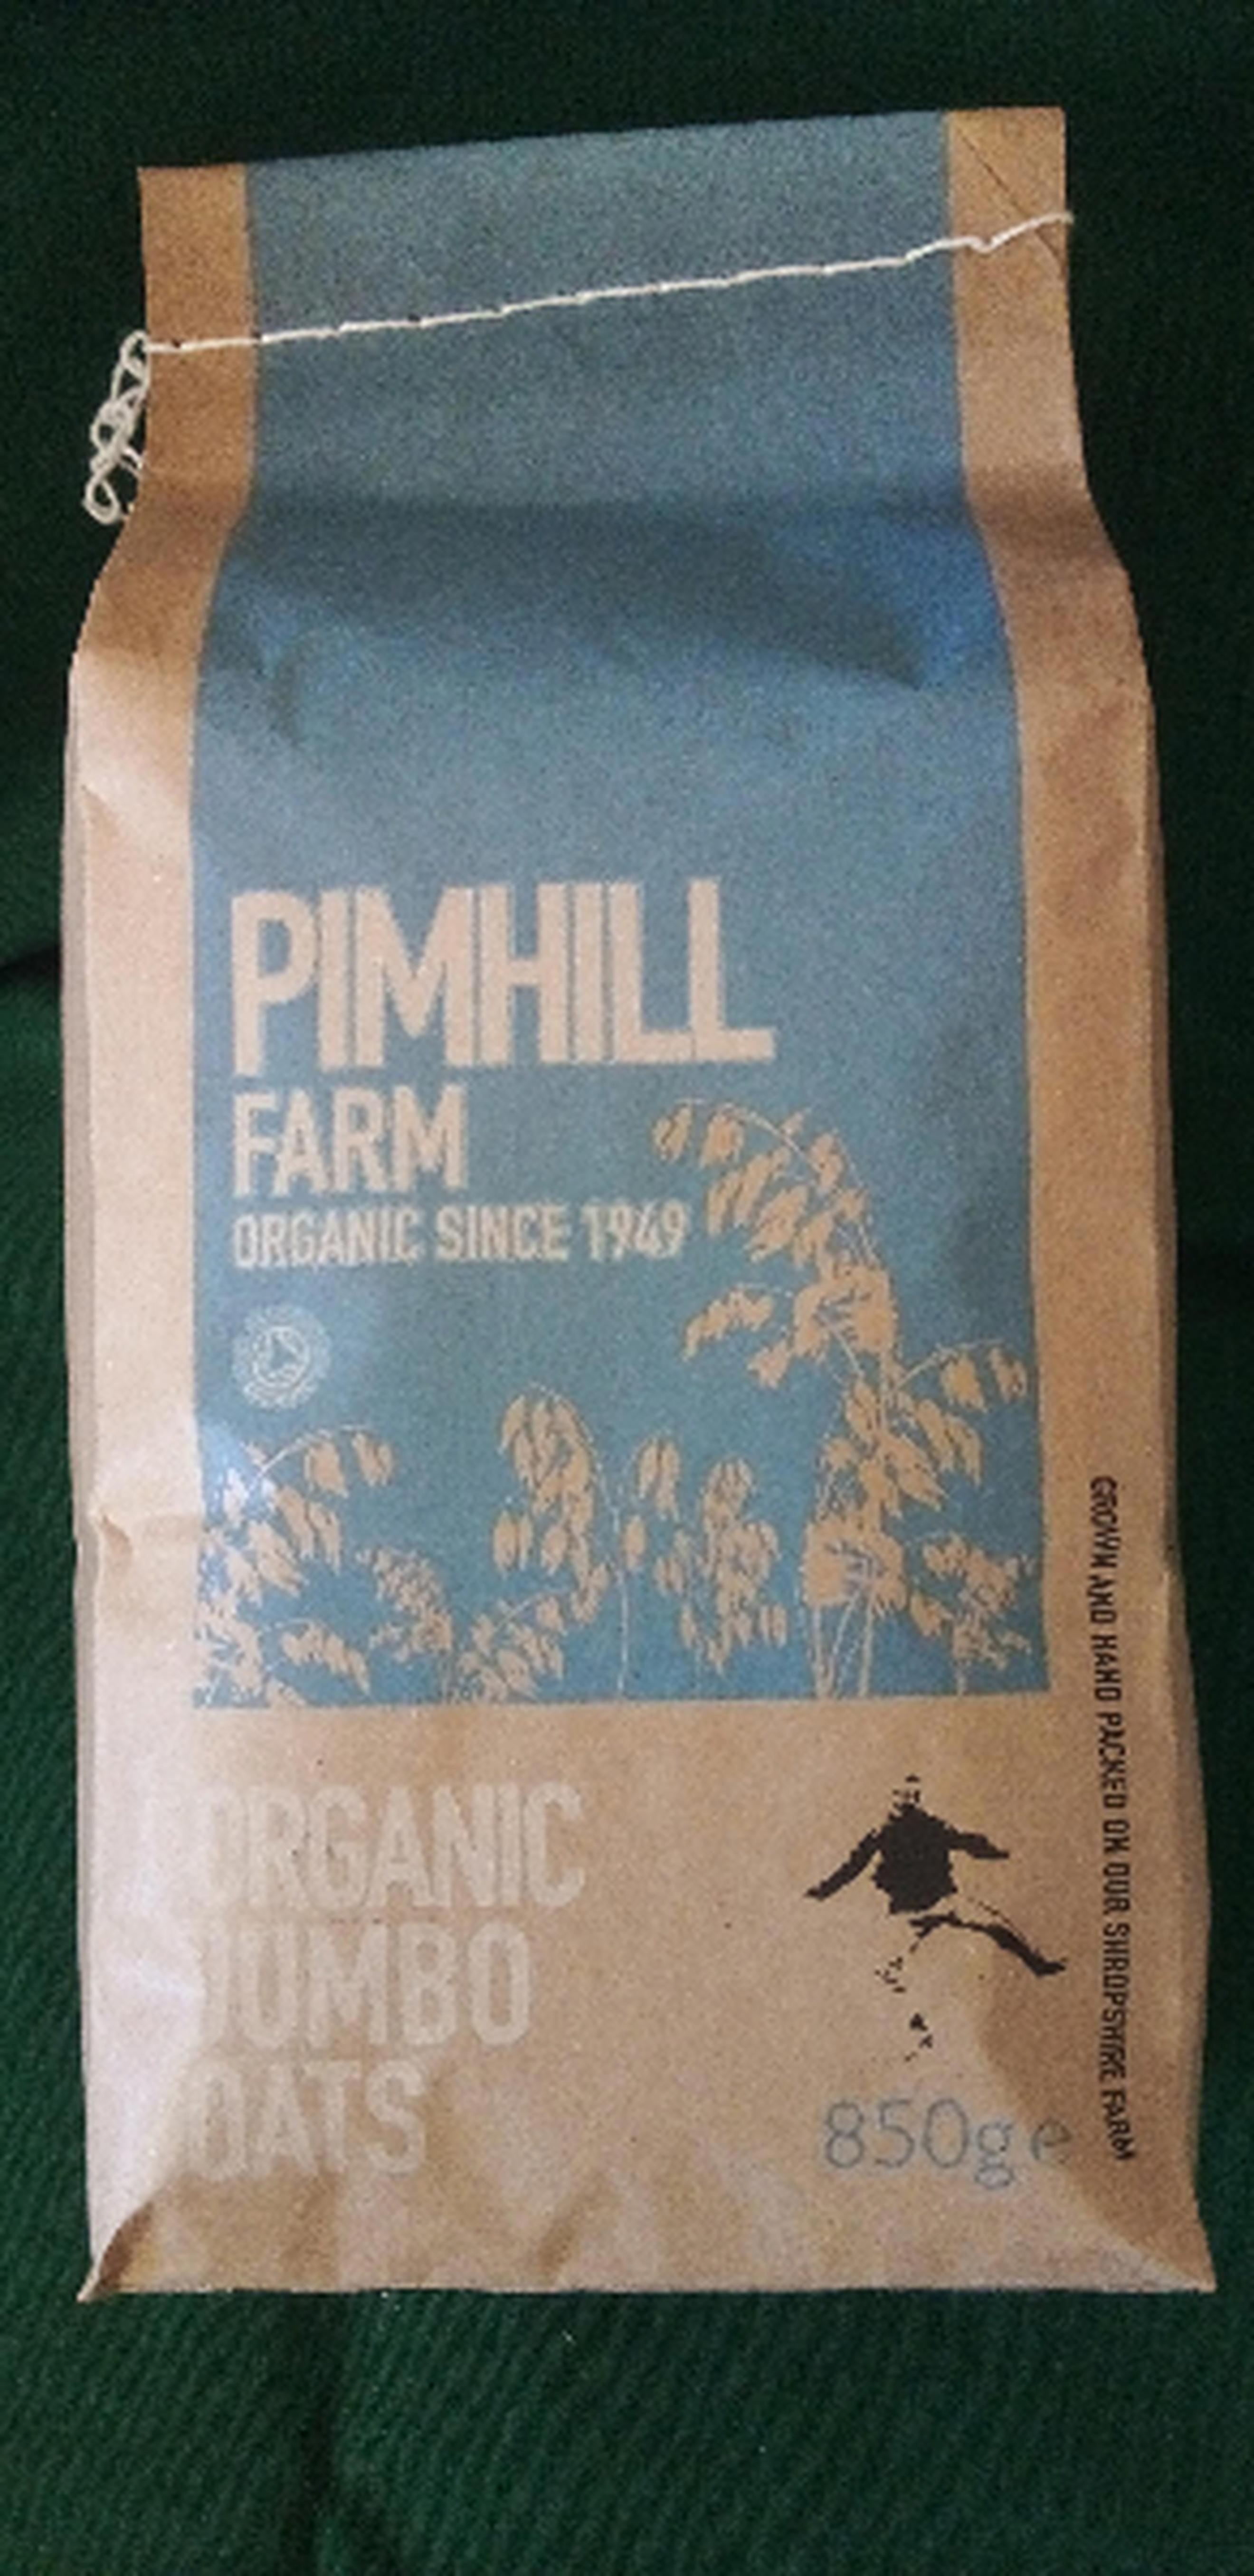 PIMHILL
FARM
ORGANIC SINCE 1949
ORGANIC
JUMBO
OATS
850g e
GROWN AND HAND PACKED ON OUR SHROPSHIRE FARM